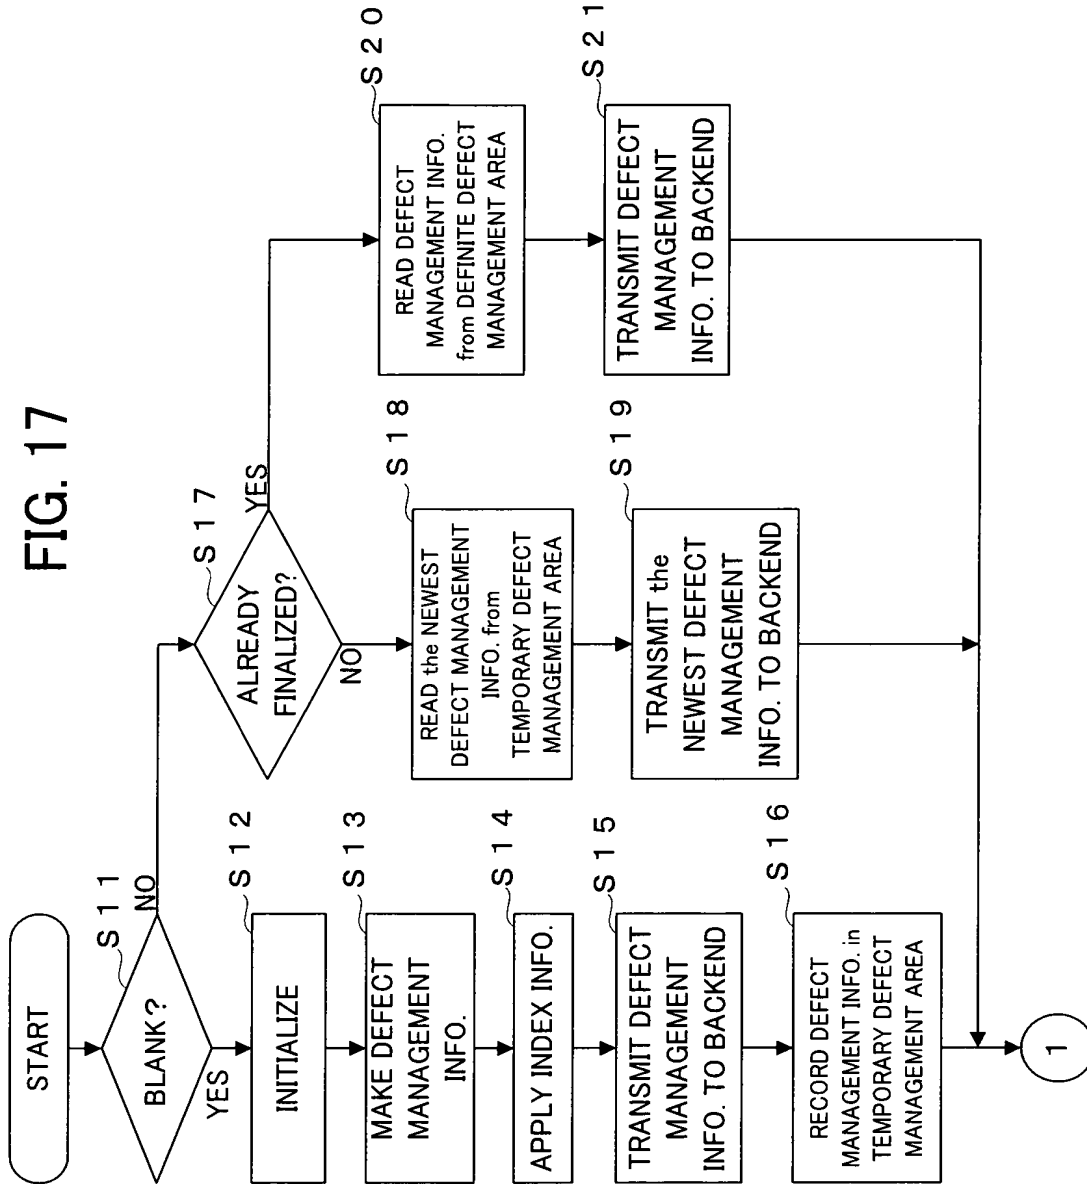 FIG. 17
START
S11
BLANK?
NO
YES
S12
INITIALIZE
S13
MAKE DEFECT
MANAGEMENT
INFO.
S14
APPLY INDEX INFO.
S15
TRANSMIT DEFECT
MANAGEMENT
INFO. TO BACKEND
S16
RECORD DEFECT
MANAGEMENT INFO. in
TEMPORARY DEFECT
MANAGEMENT AREA
S17
ALREADY
FINALIZED?
YES
NO
S18
READ the NEWEST
DEFECT MANAGEMENT
INFO. from
TEMPORARY DEFECT
MANAGEMENT AREA
S19
TRANSMIT the
NEWEST DEFECT
MANAGEMENT
INFO. TO BACKEND
S20
READ DEFECT
MANAGEMENT INFO.
from DEFINITE DEFECT
MANAGEMENT AREA
S21
TRANSMIT DEFECT
MANAGEMENT
INFO. TO BACKEND
1